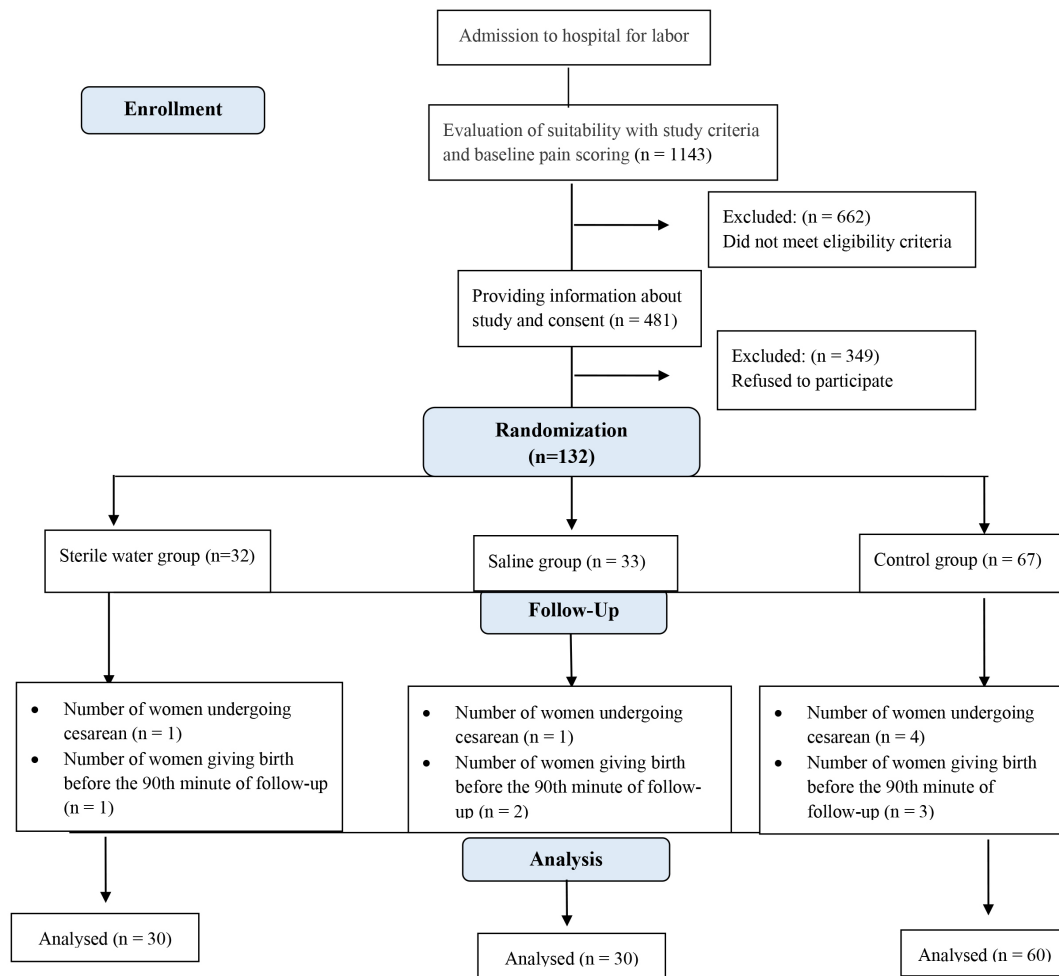 Admission to hospital for labor
Enrollment
Evaluation of suitability with study criteria
and baseline pain scoring (n = 1143)
Excluded: (n = 662)
Did not meet eligibility criteria
Providing information about
study and consent (n = 481)
Excluded: (n = 349)
Refused to participate
Randomization
(n=132)
Sterile water group (n=32)
Saline group (n = 33)
Control group (n = 67)
Follow-Up
• Number of women undergoing
cesarean (n = 1)
• Number of women giving birth
before the 90th minute of follow-up
(n = 1)
• Number of women undergoing
cesarean (n = 1)
• Number of women giving birth
before the 90th minute of follow-
up (n = 2)
• Number of women undergoing
cesarean (n = 4)
• Number of women giving birth
before the 90th minute of
follow-up (n = 3)
Analysis
Analysed (n = 30)
Analysed (n = 30)
Analysed (n = 60)